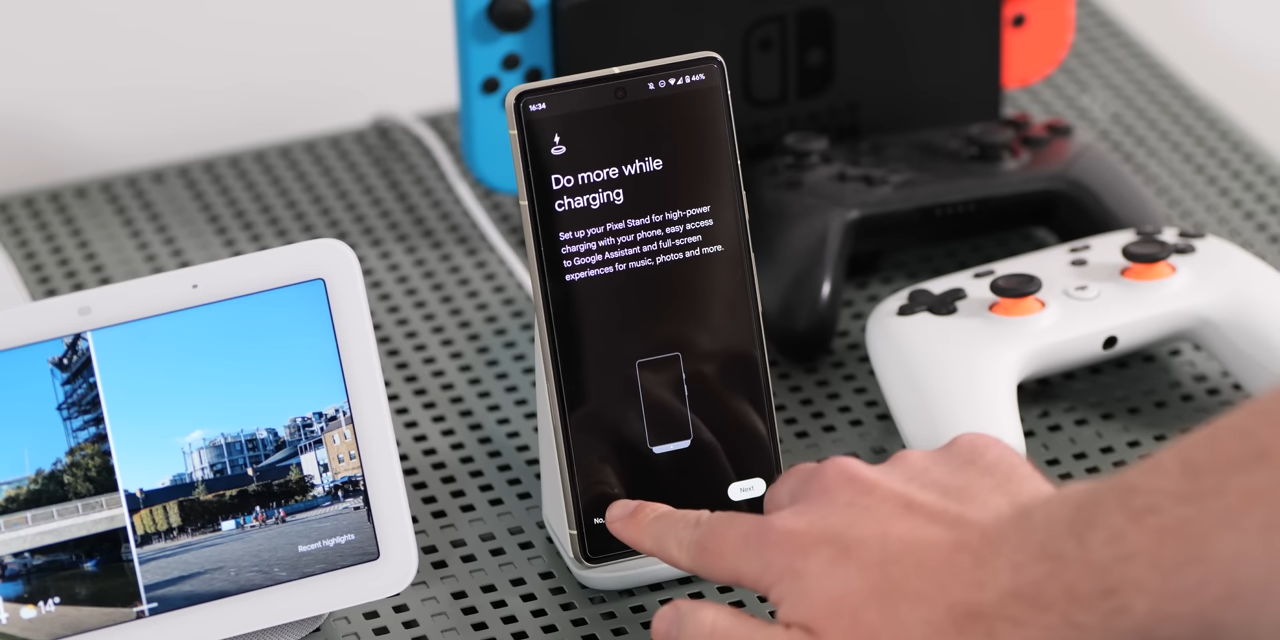 16:34
46%
Do more while
charging
Set up your Pixel Stand for high-power
charging with your phone, easy access
to Google Assistant and full-screen
experiences for music, photos and more.
Next
No
Recent highlights
14°